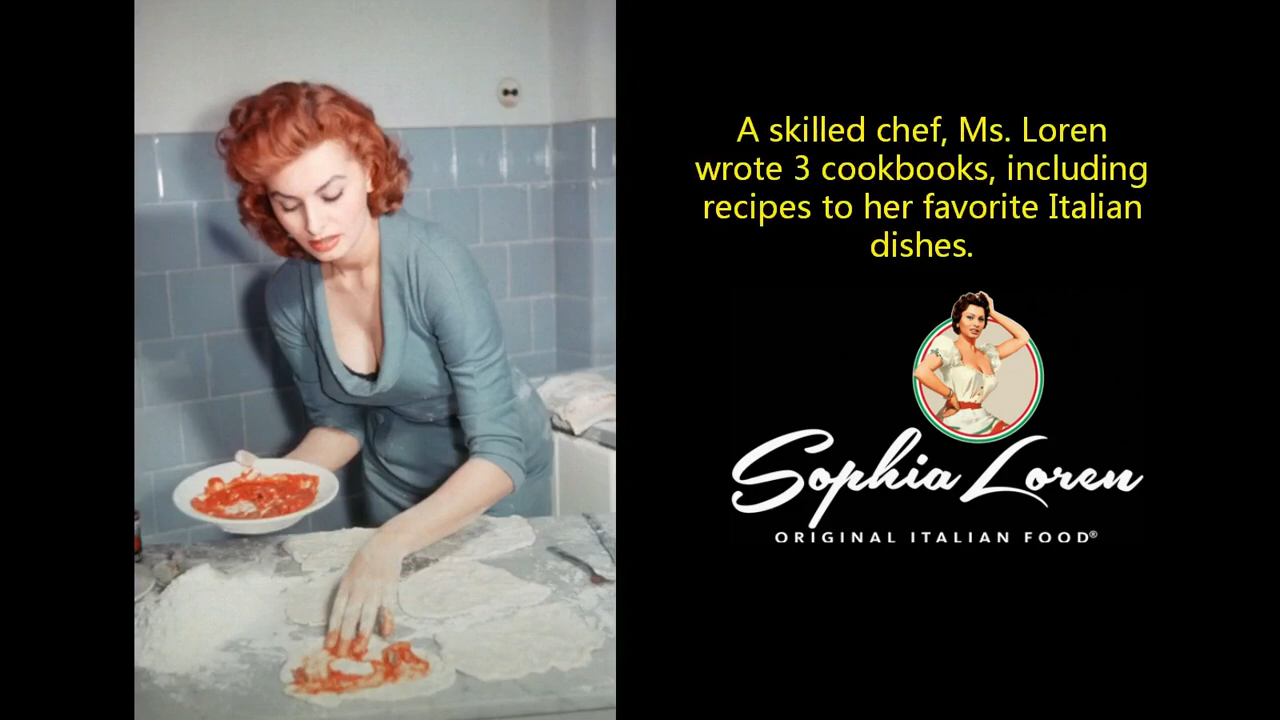 A skilled chef, Ms. Loren
wrote 3 cookbooks, including
recipes to her favorite Italian
dishes.
Sophia Loren
ORIGINAL ITALIAN FOOD®